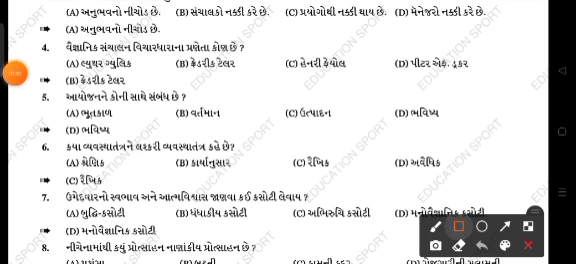 (A) અનુભવનો નીચોડ છે. (B) સંચાલકો નક્કી કરે છે. (C) પ્રયોગોથી નક્કી થાય છે. (D) મેનેજરો નક્કી કરે છે.
(A) અનુભવનો નીચોડ છે.
4. વૈજ્ઞાનિક સંચાલન વિચારધારાના પ્રણેતા કોણ છે ?
(A) લ્યુથર ગ્યુલિક (B) ફ્રેડરીક ટેલર (C) હેનરી ફેયોલ (D) પીટર એફ. ડ્રકર
(B) ફ્રેડરીક ટેલર
5. આયોજનને કોની સાથે સંબંધ છે ?
(A) ભૂતકાળ (B) વર્તમાન (C) ઉત્પાદન (D) ભવિષ્ય
(D) ભવિષ્ય
6. કયા વ્યવસ્થાતંત્રને લશ્કરી વ્યવસ્થાતંત્ર કહે છે?
(A) શ્રેણિક (B) કાર્યાનુસાર (C) રૈખિક (D) અવૈધિક
(C) રૈખિક
7. ઉમેદવારનો સ્વભાવ અને આત્મવિશ્વાસ જાણવા કઈ કસોટી લેવાય ?
(A) બુદ્ધિ-કસોટી (B) ધંધાકીય કસોટી (C) અભિરુચિ કસોટી (D) મનોવૈજ્ઞાનિક કસોટી
(D) મનોવૈજ્ઞાનિક કસોટી
8. નીચેનામાંથી કયું પ્રોત્સાહન નાણાંકીય પ્રોત્સાહન છે ?
EDUCATION SPORT